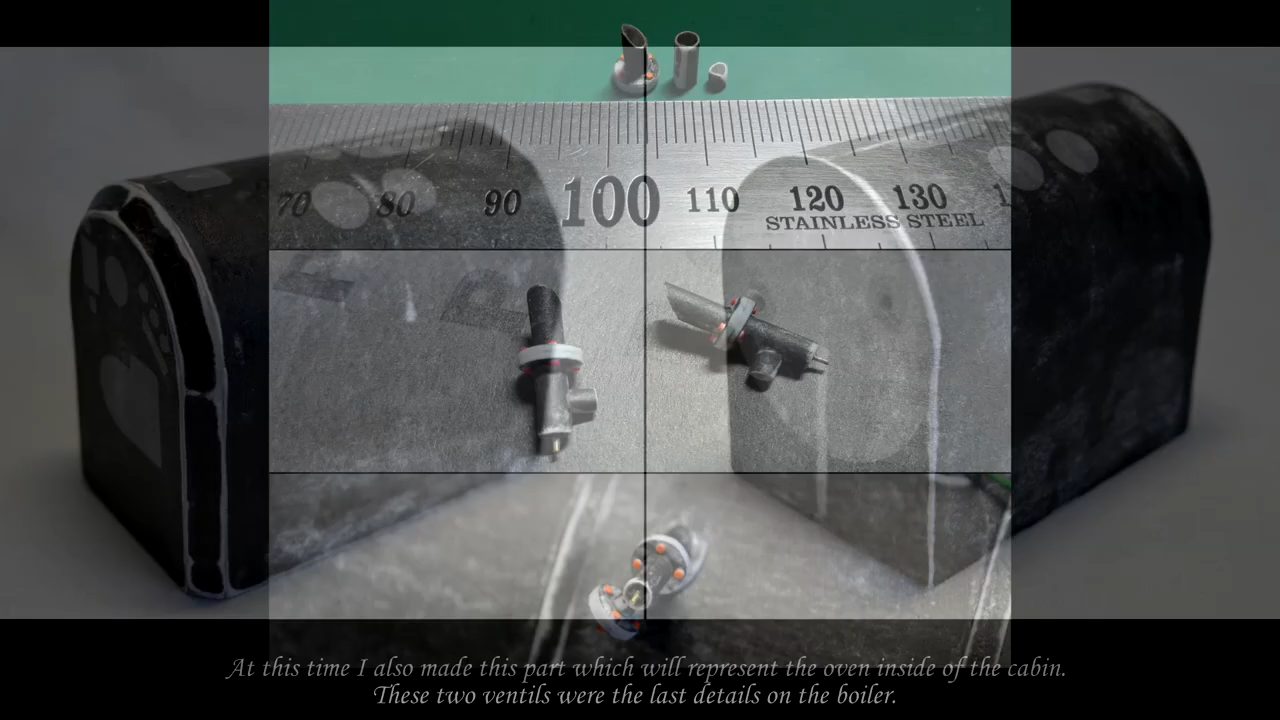 70 80 90 100 110 120 130 1
STAINLESS STEEL
At this time I also made this part which will represent the oven inside of the cabin.
These two ventils were the last details on the boiler.